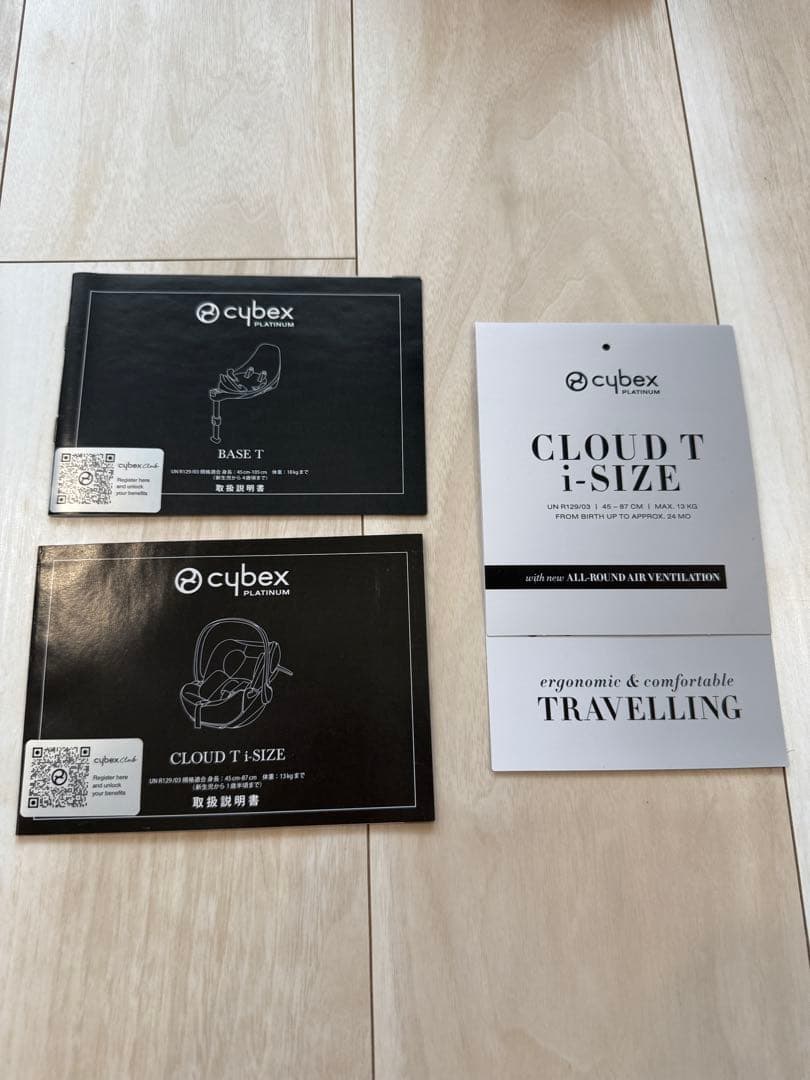 cybex
PLATINUM
BASE T
UN R129/03 規格適合 身長:45cm-105cm 体重:18kgまで
(新生児から4歳頃まで)
取扱説明書
cybex Club
Register here
and unlock
your benefits
cybex
PLATINUM
CLOUD T i-SIZE
UN R129/03 規格適合 身長:45cm-87cm 体重:13kgまで
(新生児から1歳半頃まで)
取扱説明書
cybex Club
Register here
and unlock
your benefits
cybex
PLATINUM
CLOUD T
i-SIZE
UN R129/03 | 45 – 87 CM | MAX. 13 KG
FROM BIRTH UP TO APPROX. 24 MO
with new ALL-ROUND AIR VENTILATION
ergonomic & comfortable
TRAVELLING